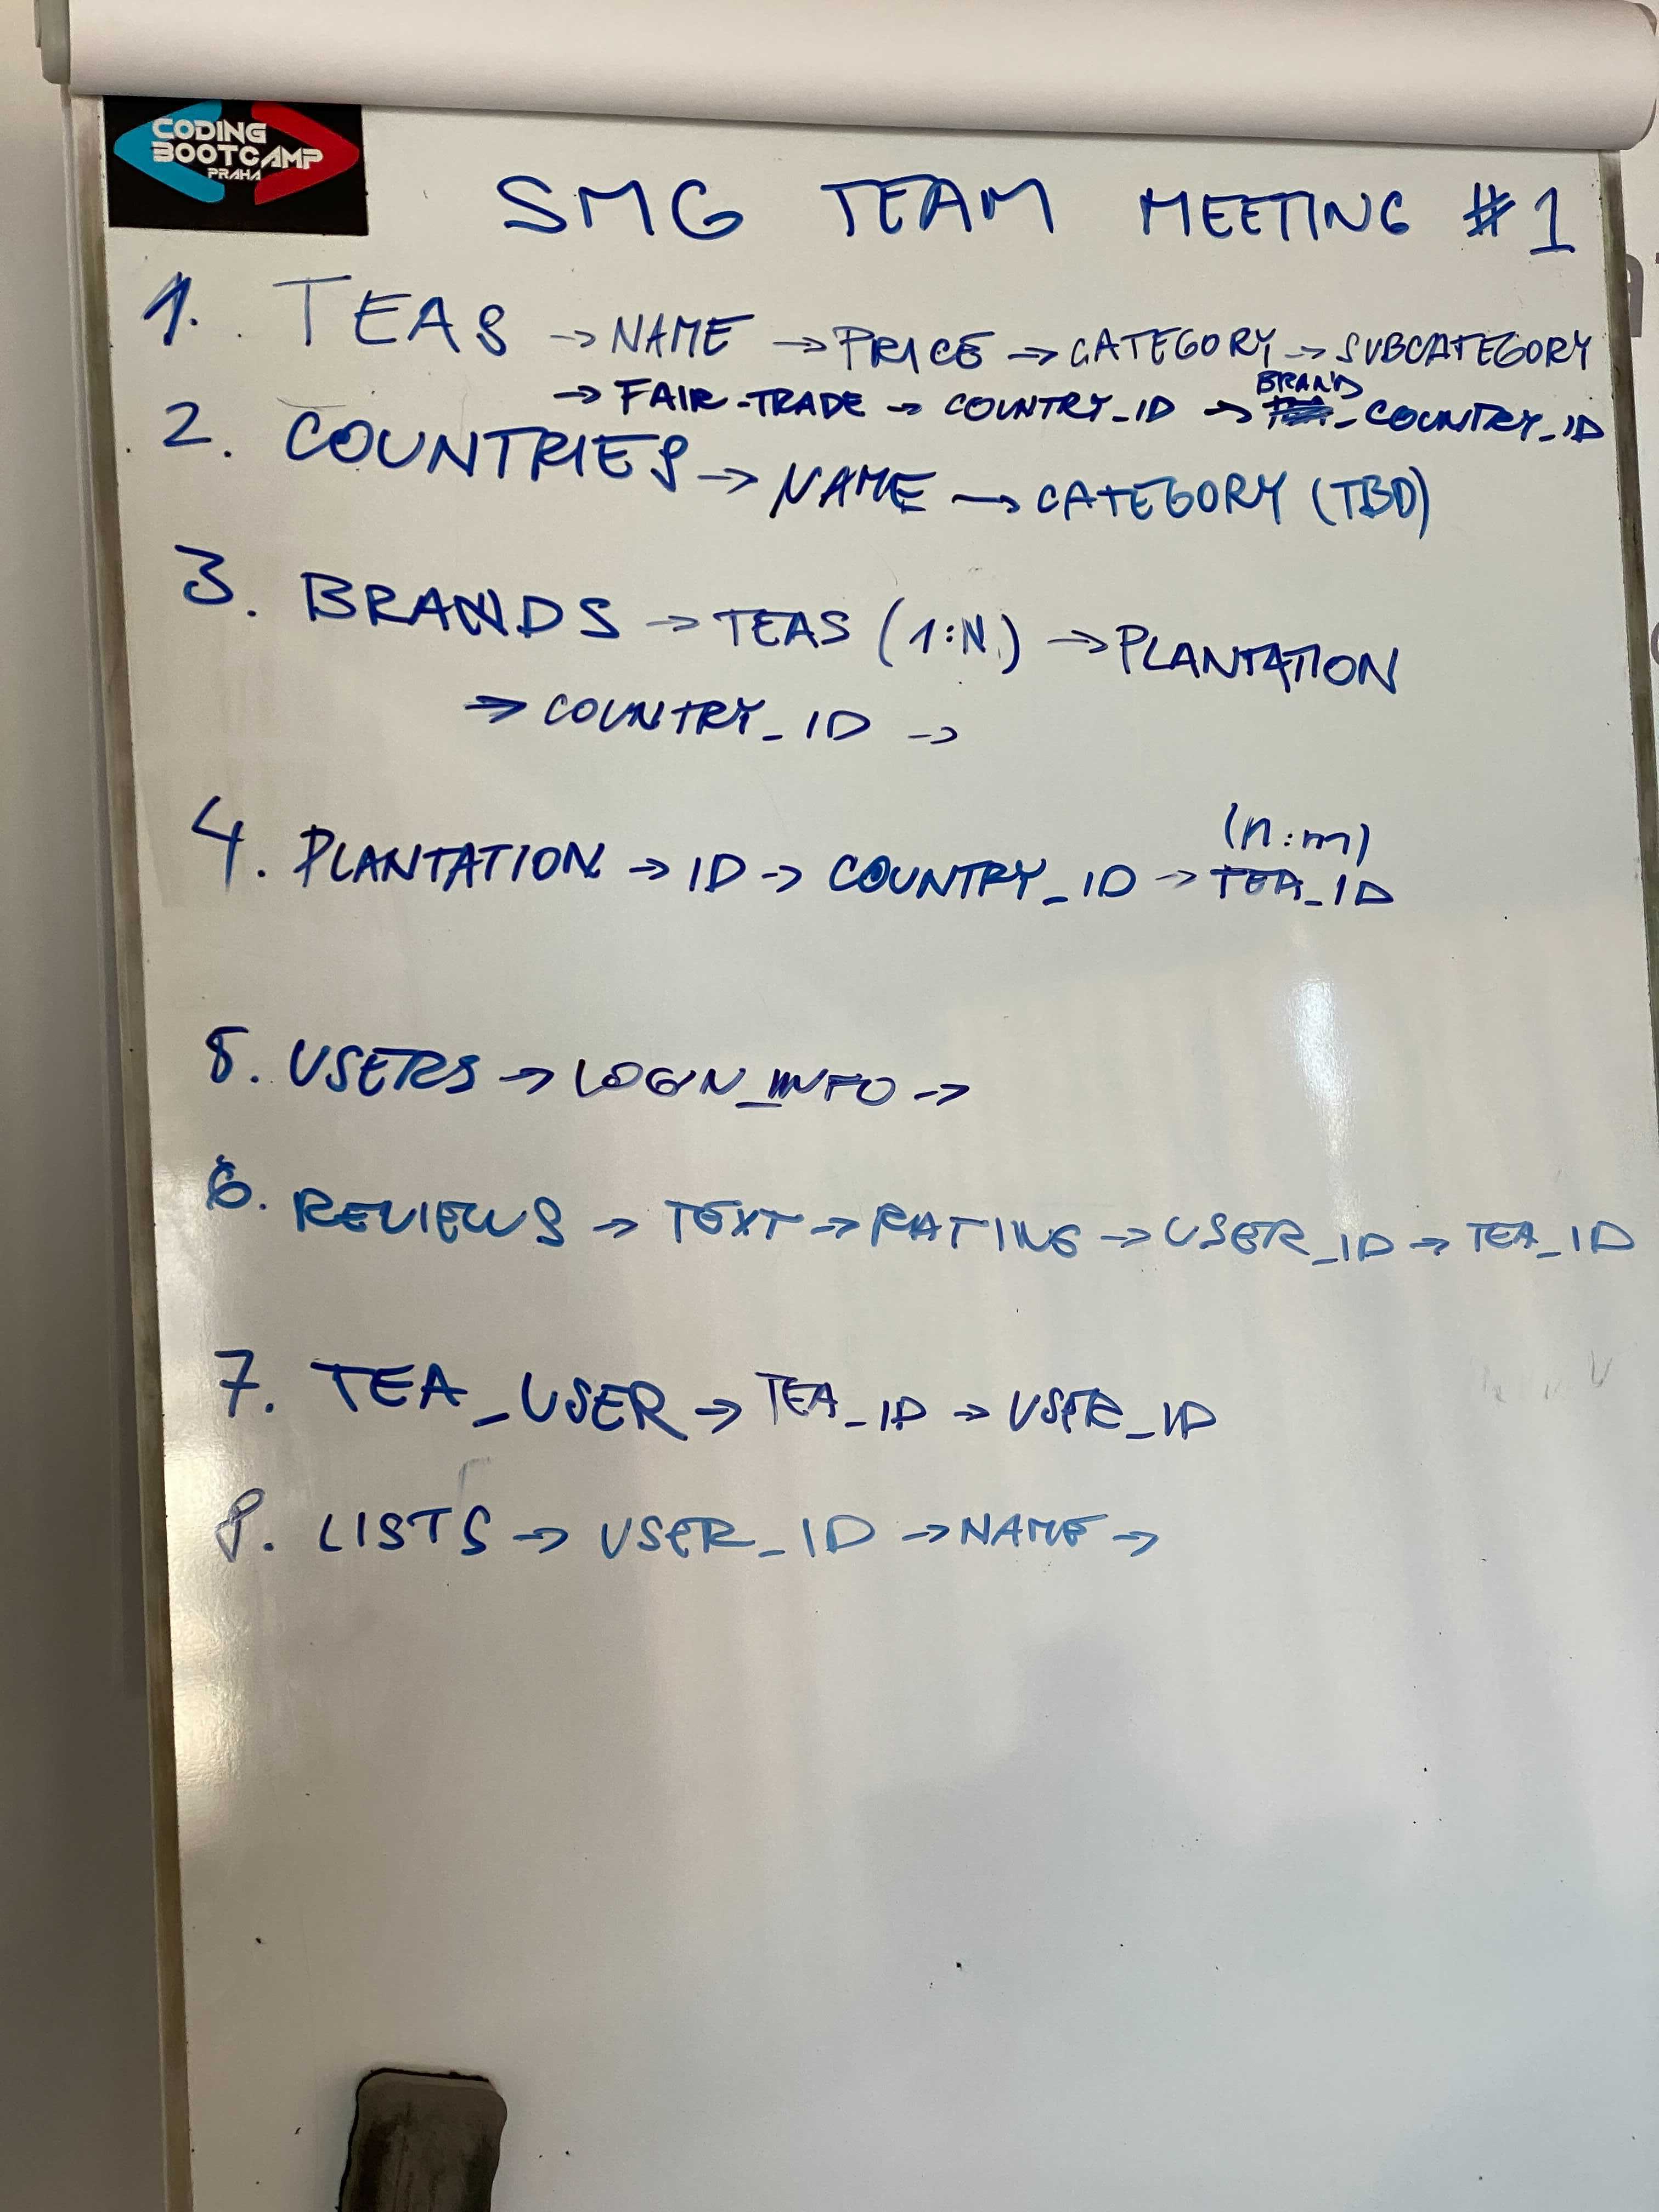 CODING
BOOTCAMP
PRAHA
SMG TEAM MEETING #1
1. TEAS → NAME → PRICE → CATEGORY → SUBCATEGORY
→ FAIR-TRADE → COUNTRY_ID → BRAND_COUNTRY_ID
2. COUNTRIES → NAME → CATEGORY (TBD)
3. BRANDS → TEAS (1:N) → PLANTATION
→ COUNTRY_ID →
(n:m)
4. PLANTATION → ID → COUNTRY_ID → TEA_ID
5. USERS → LOGIN_INFO →
6. REVIEWS → TEXT → RATING → USER_ID → TEA_ID
7. TEA_USER → TEA_ID → USER_ID
8. LISTS → USER_ID → NAME →